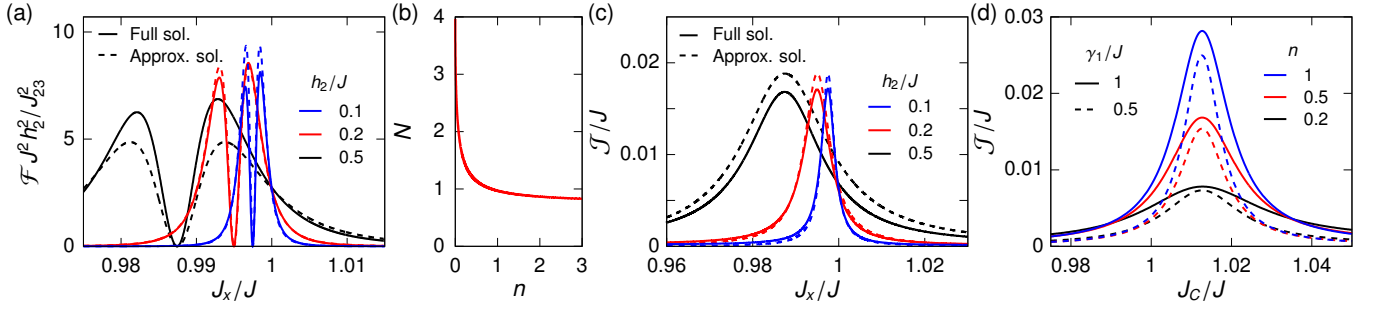 (a)
ℱ J² h₂² / J₂₃²
10
5
0
0.98
0.99
1
1.01
Jₓ/J
Full sol.
Approx. sol.
h₂/J
0.1
0.2
0.5
(b)
N
4
3
2
1
0
0
1
2
3
n
(c)
𝒯/J
0.02
0.01
0
0.96
0.98
1
1.02
Jₓ/J
Full sol.
Approx. sol.
h₂/J
0.1
0.2
0.5
(d)
𝒯/J
0.03
0.02
0.01
0
0.98
1
1.02
1.04
J_C/J
γ₁/J
1
0.5
n
1
0.5
0.2